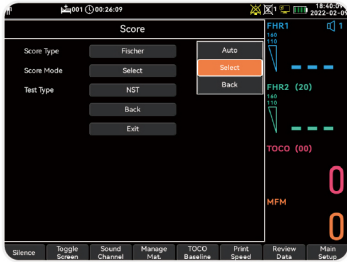 001 00:26:09 1 18:40:0
2022-02-0
Score
Score Type Fischer
Score Mode Select
Test Type NST
Back
Exit
Auto
Select
Back
FHR1 1
160
110
FHR2 (20)
160
110
TOCO (00)
0
MFM
0
Silence
Toggle Screen
Sound Channel
Manage Mat.
TOCO Baseline
Print Speed
Review Data
Main Setup